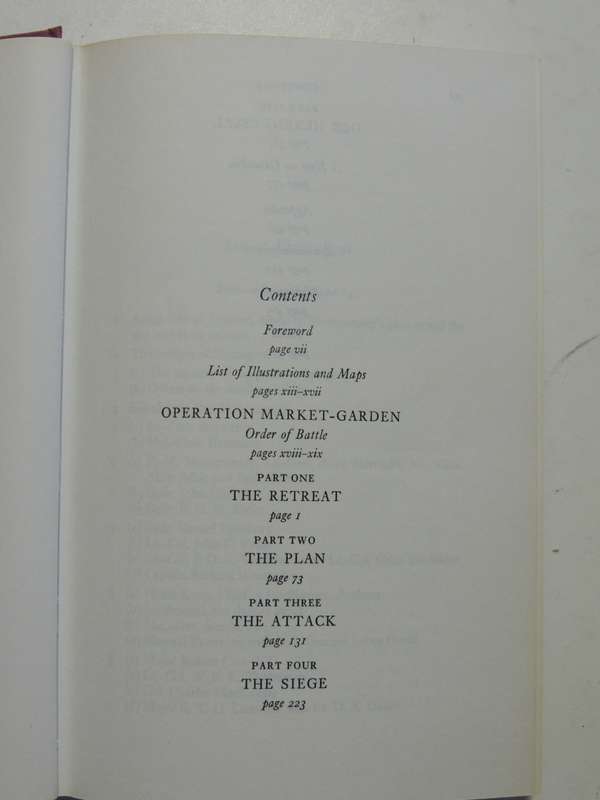 Contents
Foreword
page vii
List of Illustrations and Maps
pages xiii–xvii
OPERATION MARKET-GARDEN
Order of Battle
pages xviii–xix
PART ONE
THE RETREAT
page 1
PART TWO
THE PLAN
page 73
PART THREE
THE ATTACK
page 131
PART FOUR
THE SIEGE
page 223